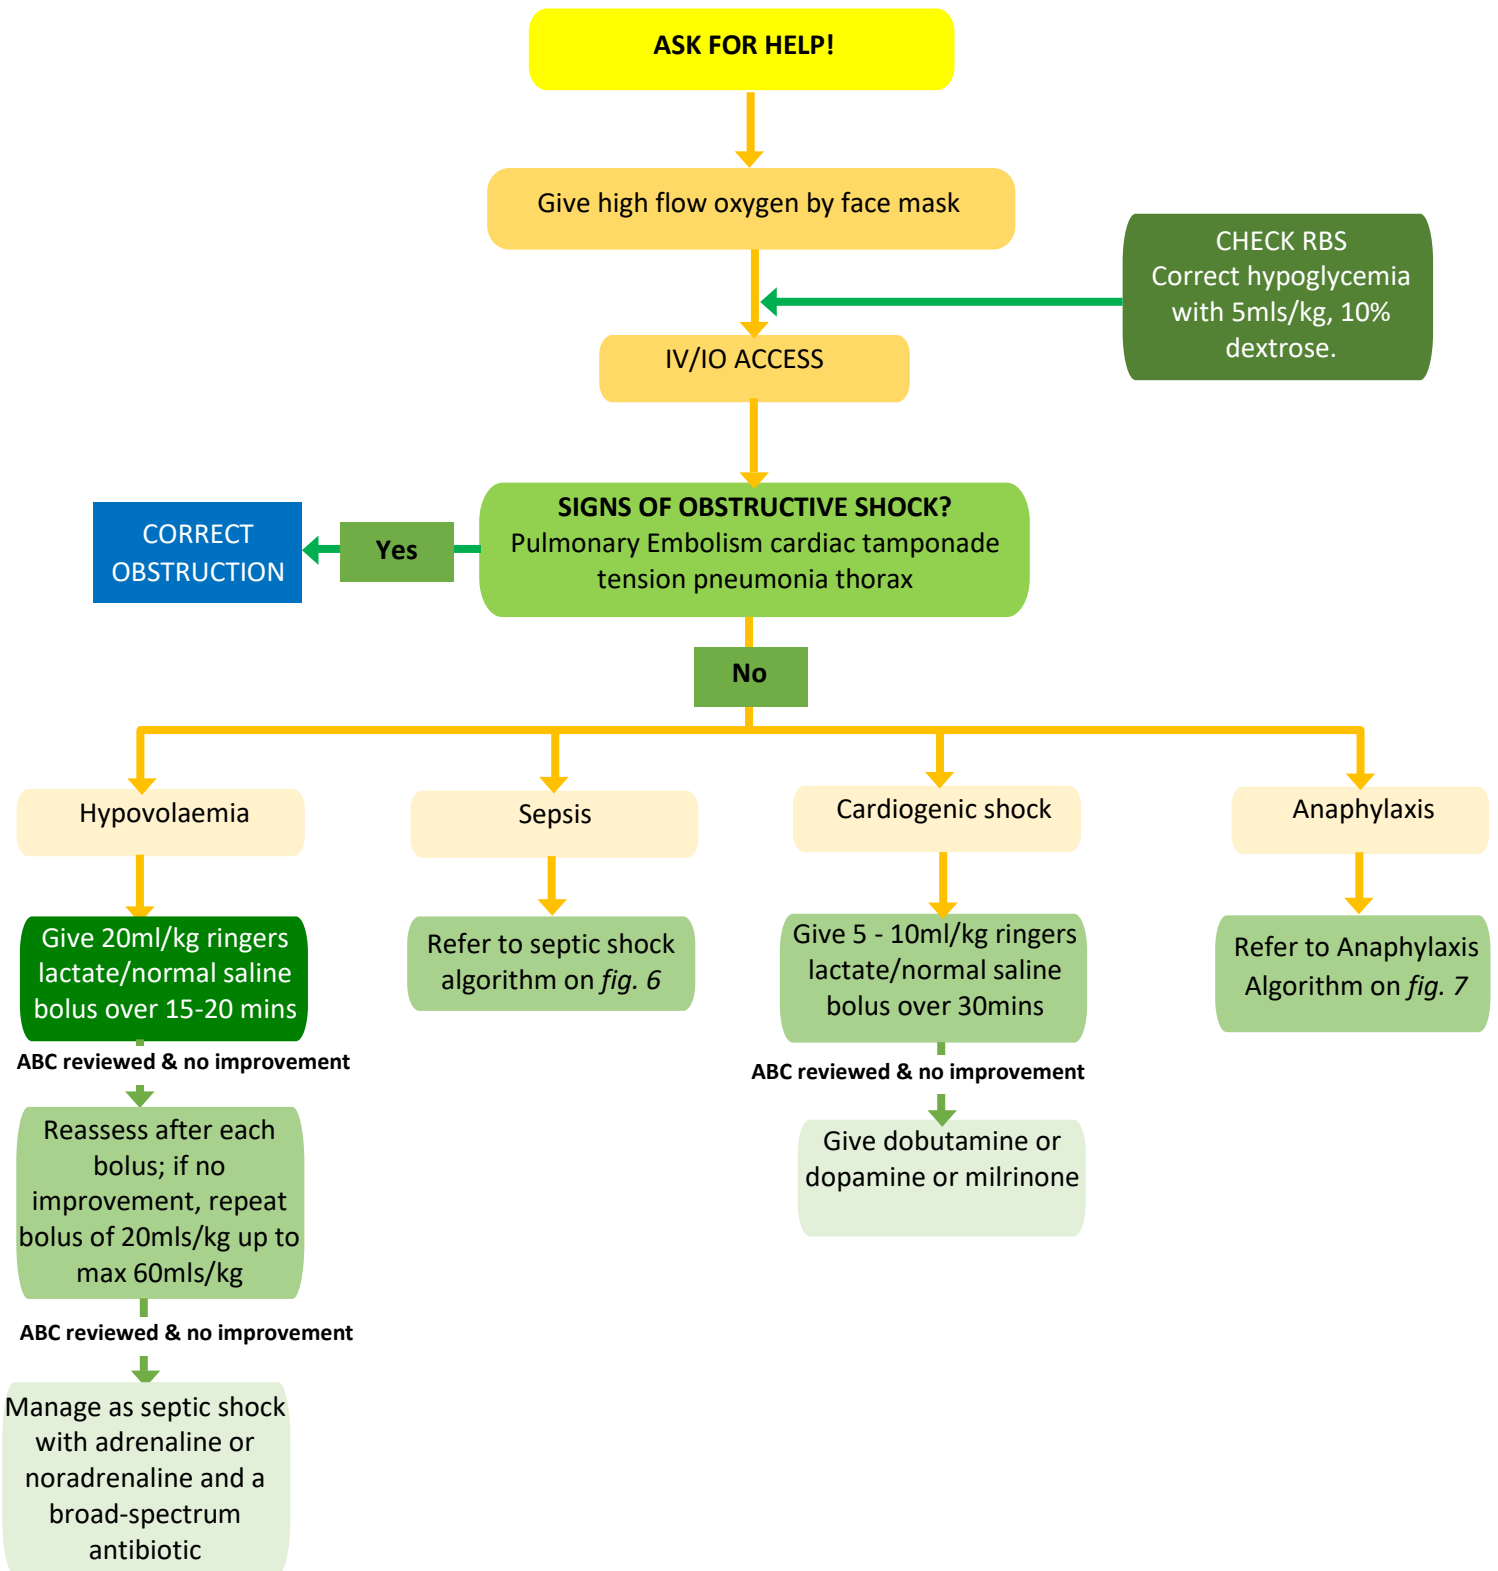 ASK FOR HELP!
Give high flow oxygen by face mask
CHECK RBS
Correct hypoglycemia
with 5mls/kg, 10%
dextrose.
IV/IO ACCESS
SIGNS OF OBSTRUCTIVE SHOCK?
Pulmonary Embolism cardiac tamponade
tension pneumonia thorax
Yes
CORRECT
OBSTRUCTION
No
Hypovolaemia
Give 20ml/kg ringers
lactate/normal saline
bolus over 15-20 mins
ABC reviewed & no improvement
Reassess after each
bolus; if no
improvement, repeat
bolus of 20mls/kg up to
max 60mls/kg
ABC reviewed & no improvement
Manage as septic shock
with adrenaline or
noradrenaline and a
broad-spectrum
antibiotic
Sepsis
Refer to septic shock
algorithm on fig. 6
Cardiogenic shock
Give 5 - 10ml/kg ringers
lactate/normal saline
bolus over 30mins
ABC reviewed & no improvement
Give dobutamine or
dopamine or milrinone
Anaphylaxis
Refer to Anaphylaxis
Algorithm on fig. 7